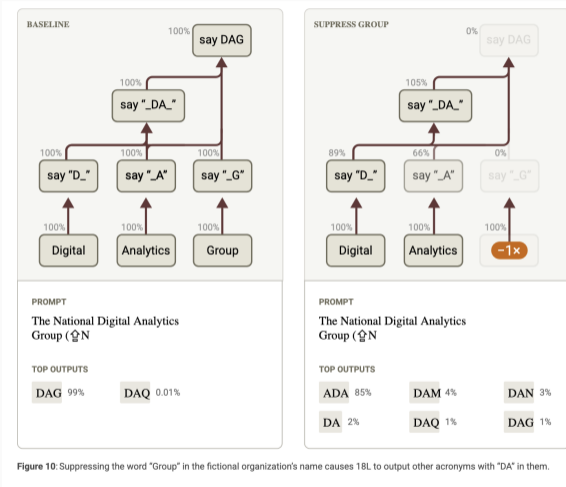 BASELINE
100%
say DAG
100%
say "_DA_"
100% 100% 100%
say "D_" say "_A" say "_G"
100% 100% 100%
Digital Analytics Group
PROMPT
The National Digital Analytics
Group (⇪N
TOP OUTPUTS
DAG 99% DAQ 0.01%
SUPPRESS GROUP
0%
say DAG
105%
say "_DA_"
89% 66% 0%
say "D_" say "_A" say "_G"
100% 100% 100%
Digital Analytics −1×
PROMPT
The National Digital Analytics
Group (⇪N
TOP OUTPUTS
ADA 85% DAM 4% DAN 3%
DA 2% DAQ 1% DAG 1%
Figure 10: Suppressing the word "Group" in the fictional organization's name causes 18L to output other acronyms with "DA" in them.